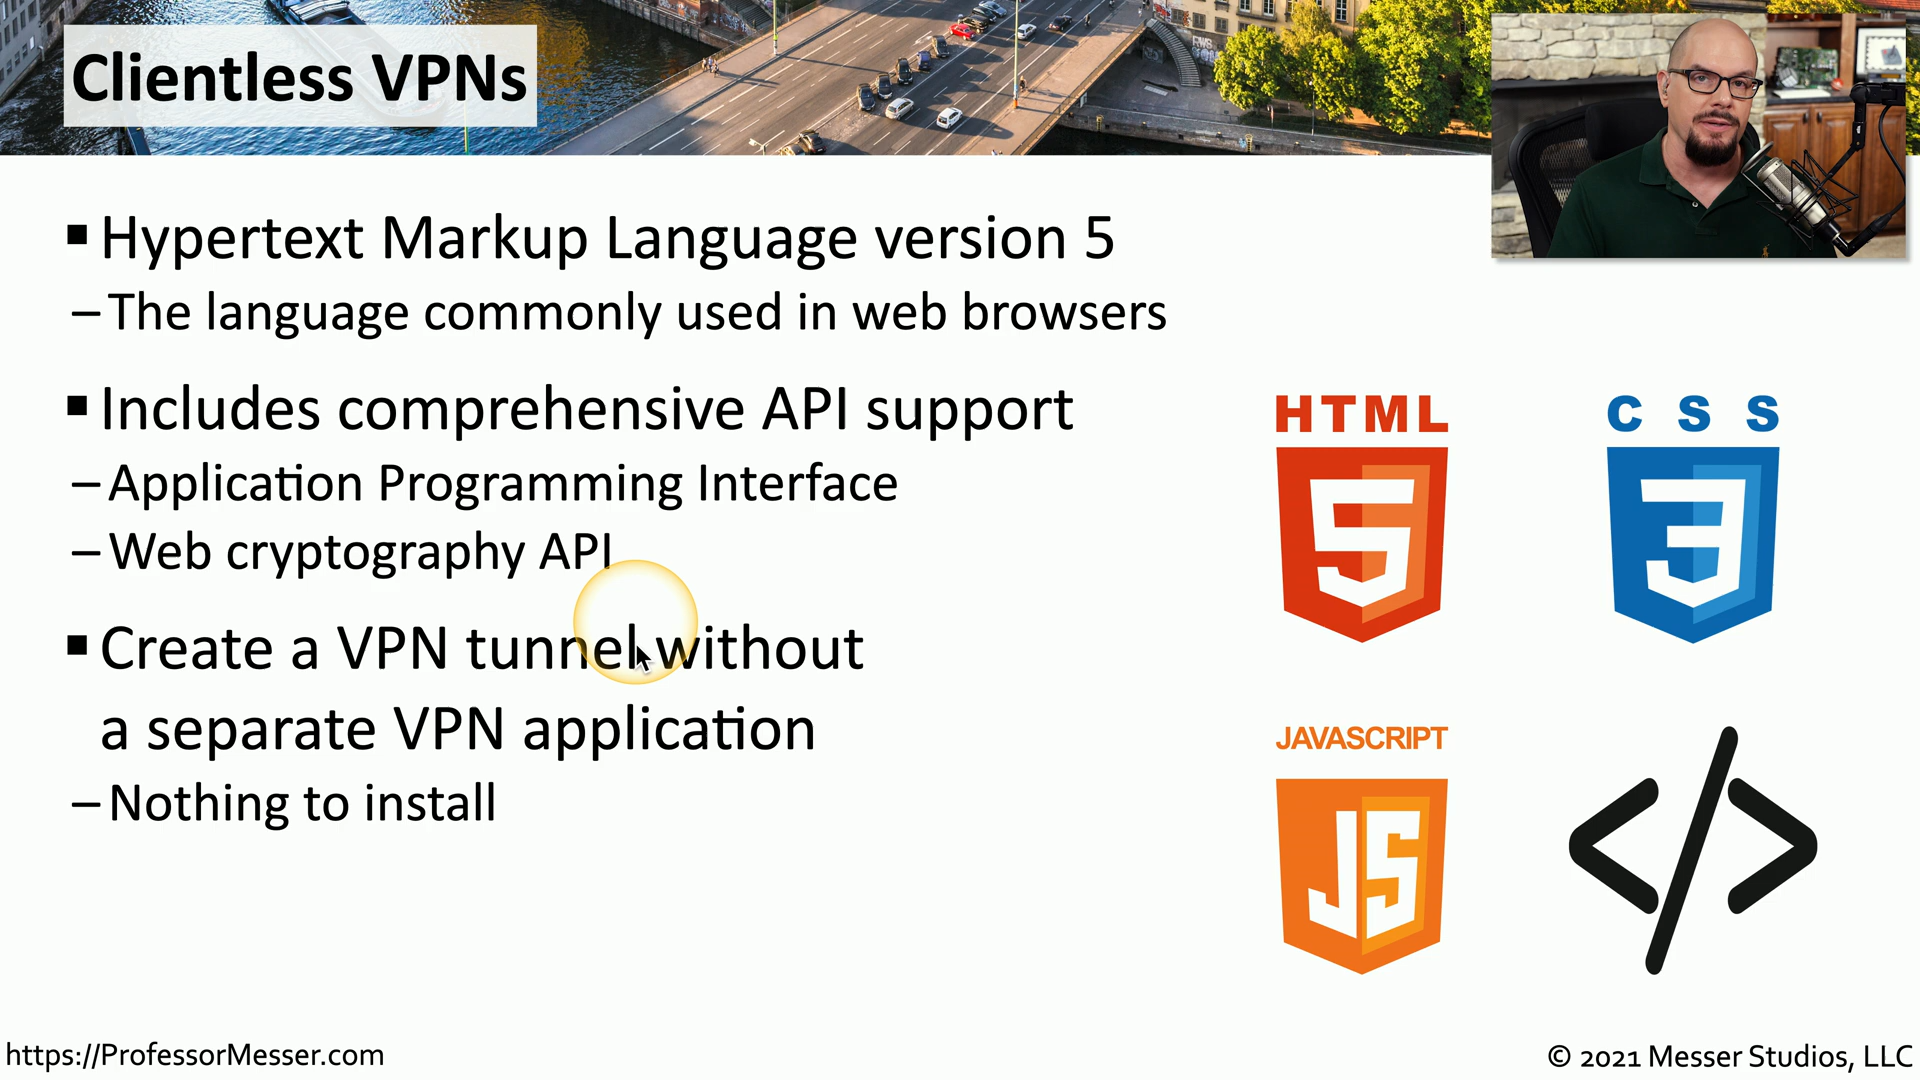 Clientless VPNs
▪ Hypertext Markup Language version 5
– The language commonly used in web browsers
▪ Includes comprehensive API support
– Application Programming Interface
– Web cryptography API
▪ Create a VPN tunnel without
a separate VPN application
– Nothing to install
HTML
5
CSS
3
JAVASCRIPT
JS
</>
https://ProfessorMesser.com
© 2021 Messer Studios, LLC